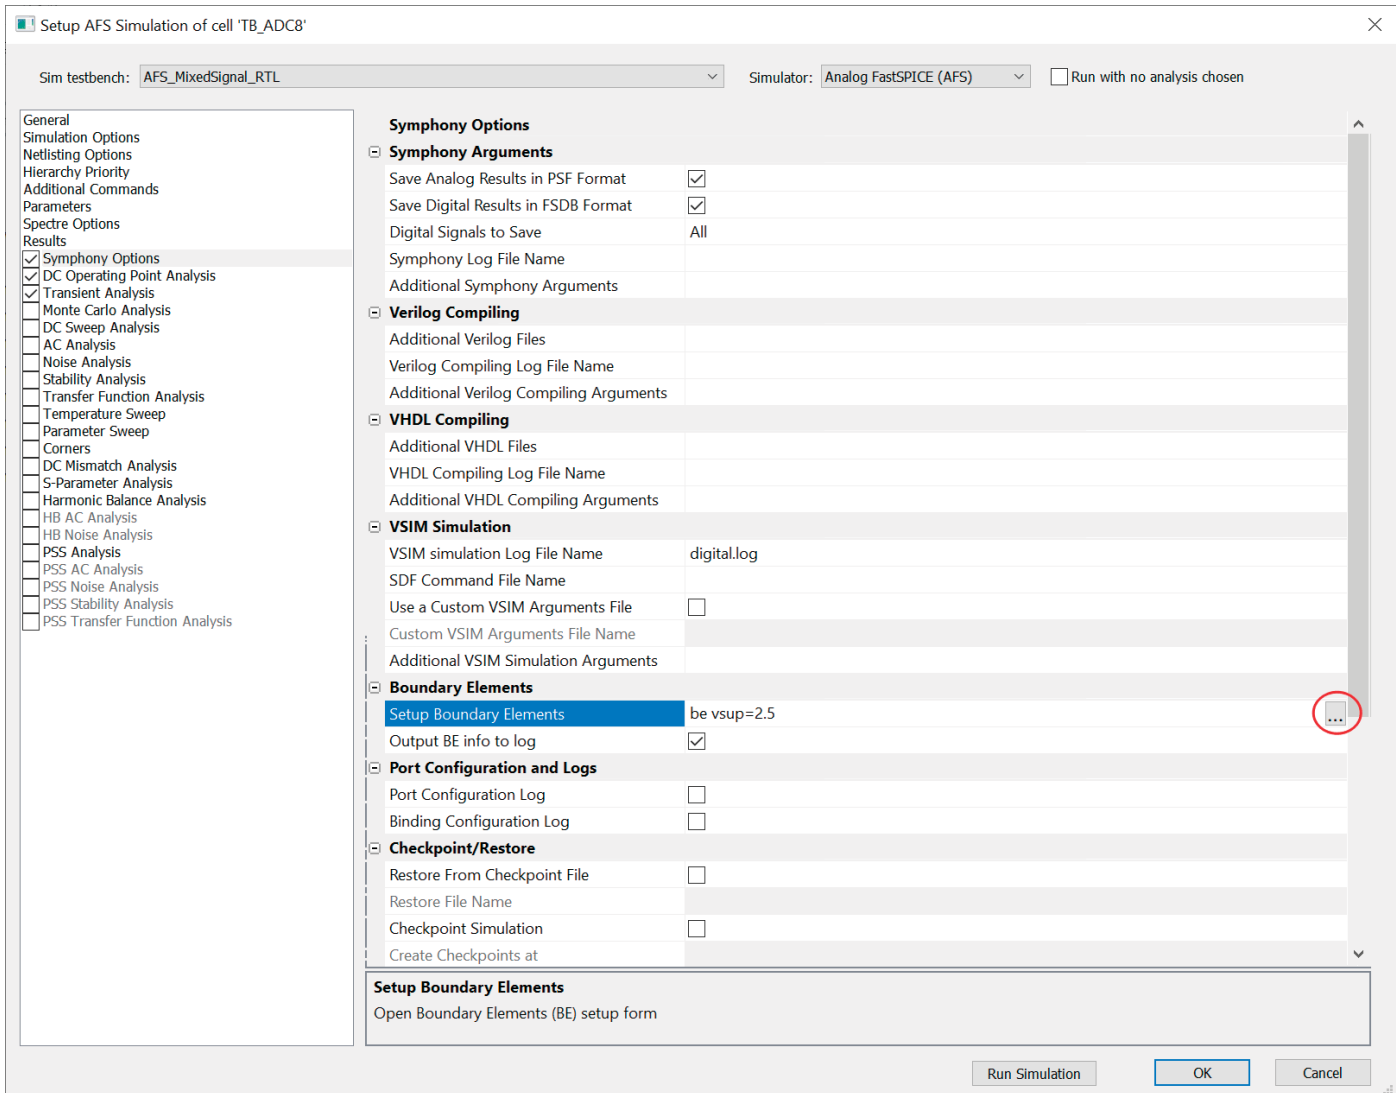 Setup AFS Simulation of cell 'TB_ADC8'
Sim testbench: AFS_MixedSignal_RTL Simulator: Analog FastSPICE (AFS) Run with no analysis chosen
General
Simulation Options
Netlisting Options
Hierarchy Priority
Additional Commands
Parameters
Spectre Options
Results
Symphony Options
DC Operating Point Analysis
Transient Analysis
Monte Carlo Analysis
DC Sweep Analysis
AC Analysis
Noise Analysis
Stability Analysis
Transfer Function Analysis
Temperature Sweep
Parameter Sweep
Corners
DC Mismatch Analysis
S-Parameter Analysis
Harmonic Balance Analysis
HB AC Analysis
HB Noise Analysis
PSS Analysis
PSS AC Analysis
PSS Noise Analysis
PSS Stability Analysis
PSS Transfer Function Analysis
Symphony Options
Symphony Arguments
Save Analog Results in PSF Format
Save Digital Results in FSDB Format
Digital Signals to Save All
Symphony Log File Name
Additional Symphony Arguments
Verilog Compiling
Additional Verilog Files
Verilog Compiling Log File Name
Additional Verilog Compiling Arguments
VHDL Compiling
Additional VHDL Files
VHDL Compiling Log File Name
Additional VHDL Compiling Arguments
VSIM Simulation
VSIM simulation Log File Name digital.log
SDF Command File Name
Use a Custom VSIM Arguments File
Custom VSIM Arguments File Name
Additional VSIM Simulation Arguments
Boundary Elements
Setup Boundary Elements be vsup=2.5 ...
Output BE info to log
Port Configuration and Logs
Port Configuration Log
Binding Configuration Log
Checkpoint/Restore
Restore From Checkpoint File
Restore File Name
Checkpoint Simulation
Create Checkpoints at
Setup Boundary Elements
Open Boundary Elements (BE) setup form
Run Simulation OK Cancel